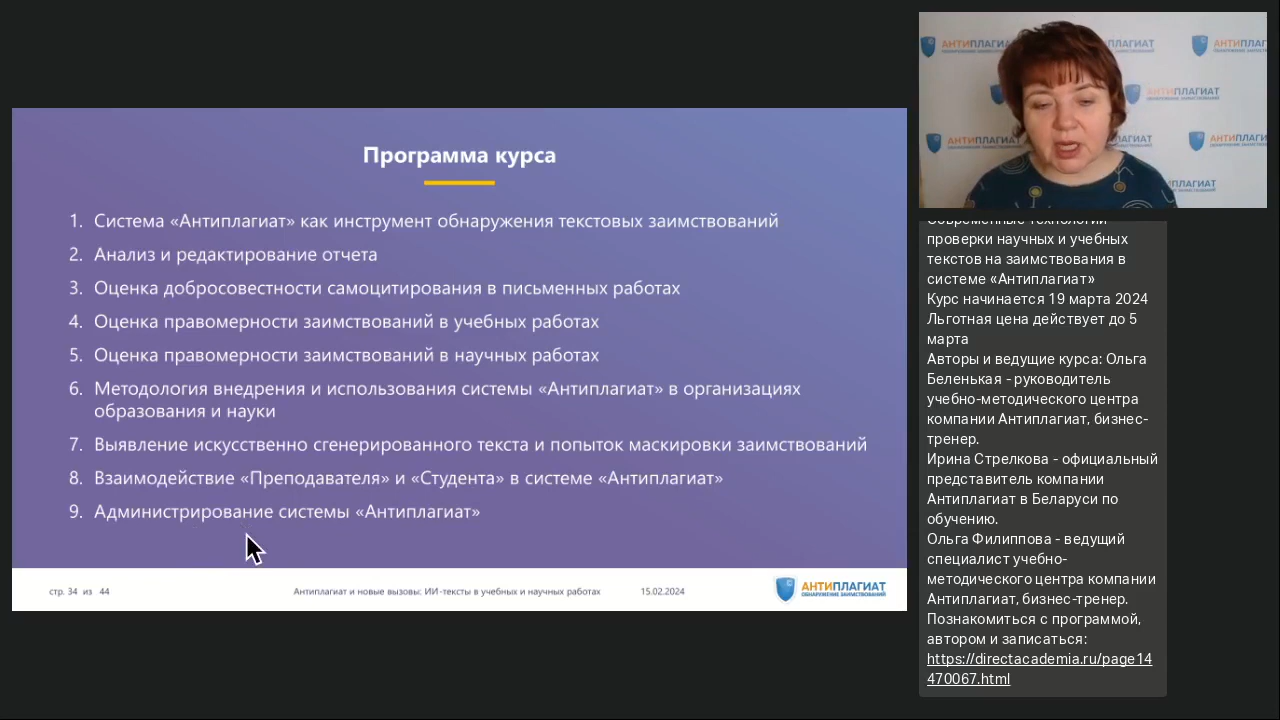 Программа курса
1. Система «Антиплагиат» как инструмент обнаружения текстовых заимствований
2. Анализ и редактирование отчета
3. Оценка добросовестности самоцитирования в письменных работах
4. Оценка правомерности заимствований в учебных работах
5. Оценка правомерности заимствований в научных работах
6. Методология внедрения и использования системы «Антиплагиат» в организациях
образования и науки
7. Выявление искусственно сгенерированного текста и попыток маскировки заимствований
8. Взаимодействие «Преподавателя» и «Студента» в системе «Антиплагиат»
9. Администрирование системы «Антиплагиат»
стр. 34 из 44
Антиплагиат и новые вызовы: ИИ-тексты в учебных и научных работах
15.02.2024
АНТИПЛАГИАТ
ОБНАРУЖЕНИЕ ЗАИМСТВОВАНИЙ
Современные технологии
проверки научных и учебных
текстов на заимствования в
системе «Антиплагиат»
Курс начинается 19 марта 2024
Льготная цена действует до 5
марта
Авторы и ведущие курса: Ольга
Беленькая - руководитель
учебно-методического центра
компании Антиплагиат, бизнес-
тренер.
Ирина Стрелкова - официальный
представитель компании
Антиплагиат в Беларуси по
обучению.
Ольга Филиппова - ведущий
специалист учебно-
методического центра компании
Антиплагиат, бизнес-тренер.
Познакомиться с программой,
автором и записаться:
https://directacademia.ru/page14
470067.html